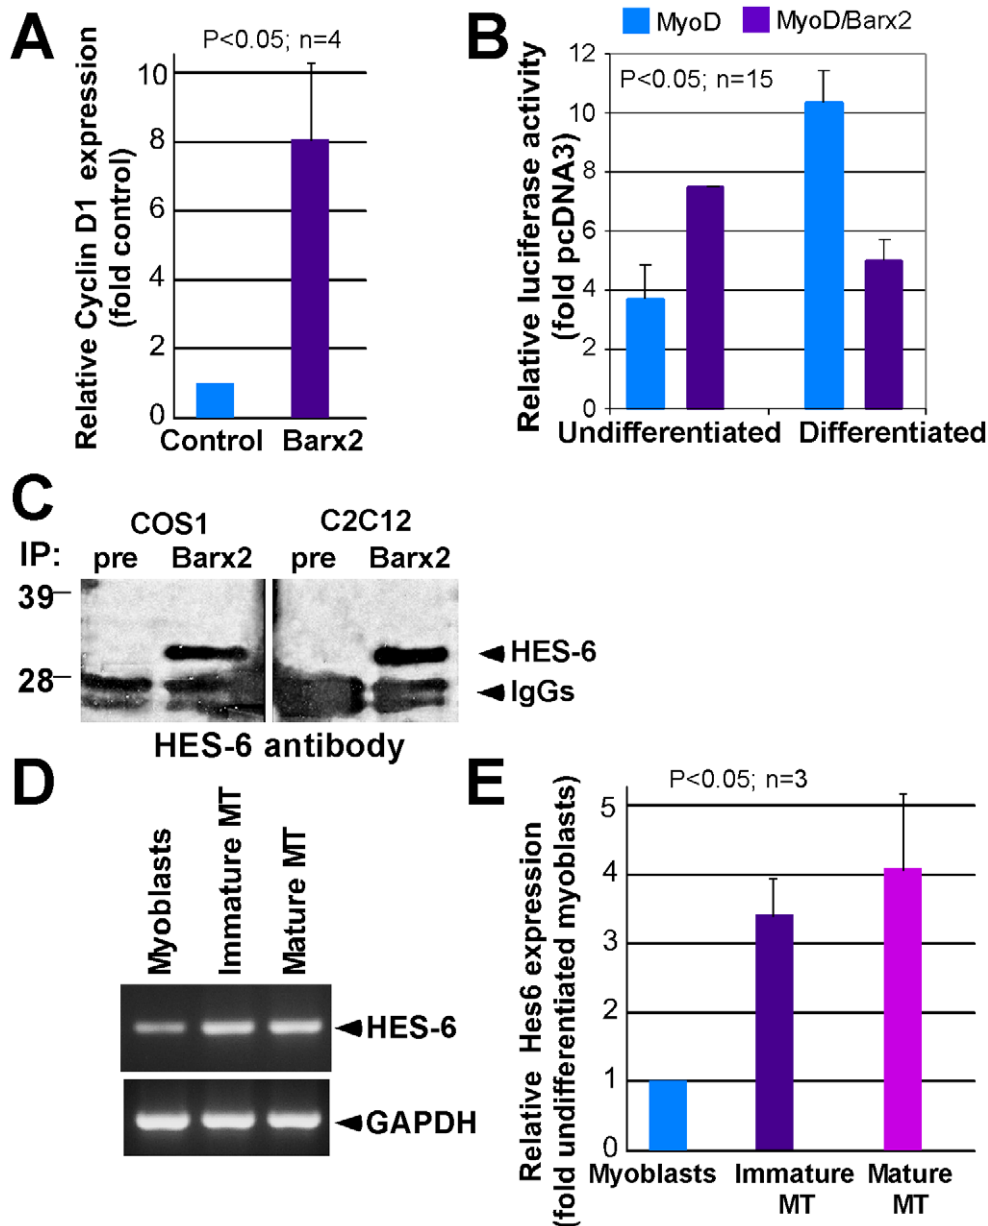 A
P<0.05; n=4
Relative Cyclin D1 expression
(fold control)
10
8
6
4
2
0
Control Barx2
B
MyoD MyoD/Barx2
P<0.05; n=15
Relative luciferase activity
(fold pcDNA3)
12
10
8
6
4
2
0
Undifferentiated Differentiated
C
COS1 C2C12
IP: pre Barx2 pre Barx2
39
28
HES-6
IgGs
HES-6 antibody
D
Myoblasts
Immature MT
Mature MT
HES-6
GAPDH
E
P<0.05; n=3
Relative Hes6 expression
(fold undifferentiated myoblasts)
5
4
3
2
1
0
Myoblasts Immature Mature
MT MT